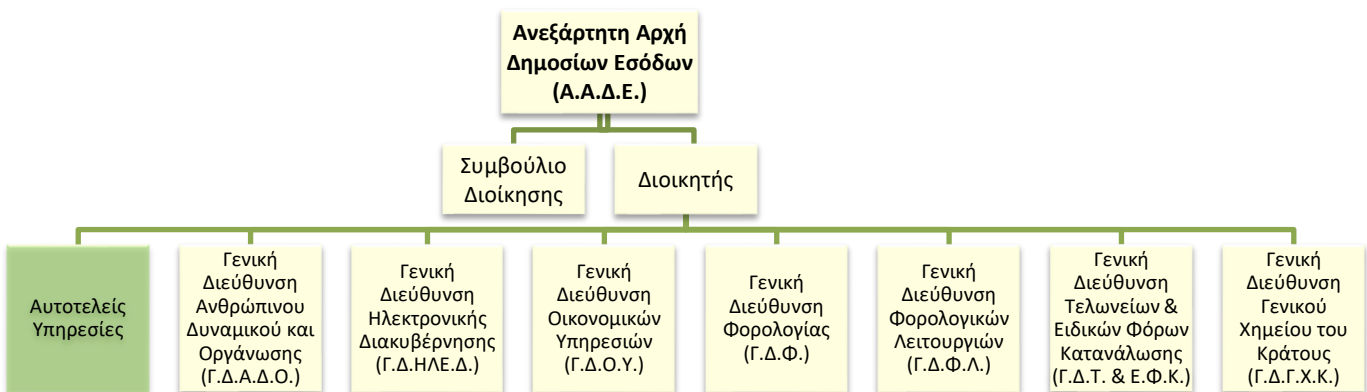 Ανεξάρτητη Αρχή
Δημοσίων Εσόδων
(Α.Α.Δ.Ε.)
Συμβούλιο
Διοίκησης
Διοικητής
Αυτοτελείς
Υπηρεσίες
Γενική
Διεύθυνση
Ανθρώπινου
Δυναμικού και
Οργάνωσης
(Γ.Δ.Α.Δ.Ο.)
Γενική
Διεύθυνση
Ηλεκτρονικής
Διακυβέρνησης
(Γ.Δ.ΗΛΕ.Δ.)
Γενική
Διεύθυνση
Οικονομικών
Υπηρεσιών
(Γ.Δ.Ο.Υ.)
Γενική
Διεύθυνση
Φορολογίας
(Γ.Δ.Φ.)
Γενική
Διεύθυνση
Φορολογικών
Λειτουργιών
(Γ.Δ.Φ.Λ.)
Γενική
Διεύθυνση
Τελωνείων &
Ειδικών Φόρων
Κατανάλωσης
(Γ.Δ.Τ. & Ε.Φ.Κ.)
Γενική
Διεύθυνση
Γενικού
Χημείου του
Κράτους
(Γ.Δ.Γ.Χ.Κ.)